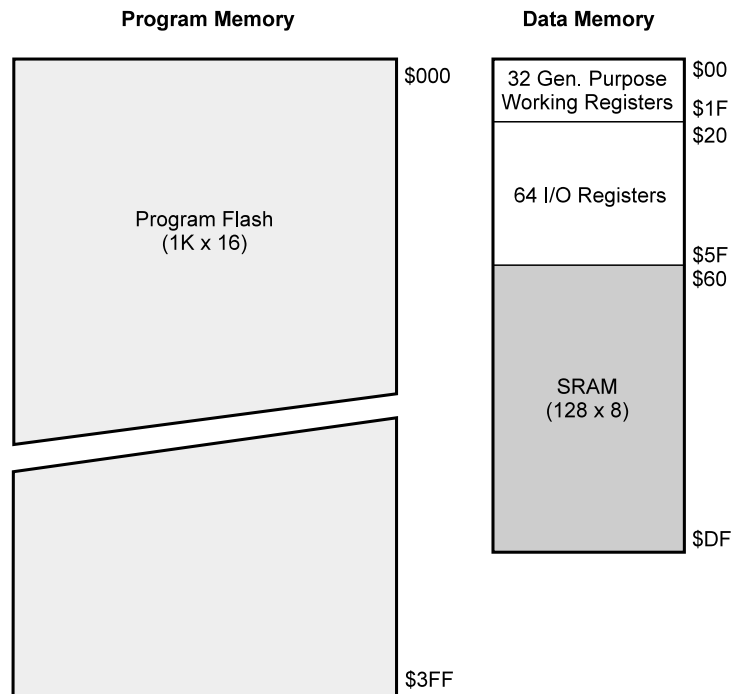 Program Memory
$000
Program Flash
(1K x 16)
$3FF
Data Memory
32 Gen. Purpose
Working Registers
$00
$1F
$20
64 I/O Registers
$5F
$60
SRAM
(128 x 8)
$DF